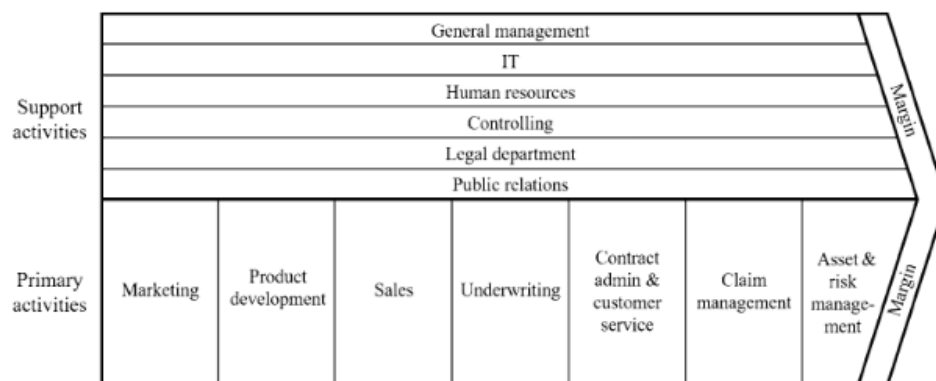 General management
IT
Human resources
Controlling
Legal department
Public relations
Support
activities
Margin
Primary
activities
Marketing
Product
development
Sales
Underwriting
Contract
admin &
customer
service
Claim
management
Asset &
risk
manage-
ment
Margin